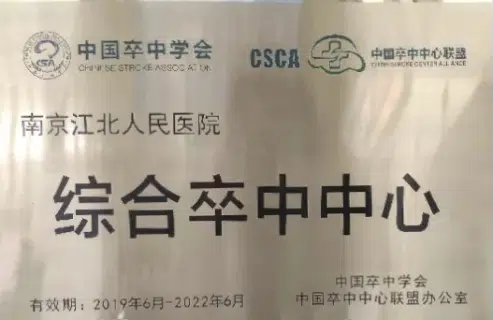 中国卒中学会
CHINESE STROKE ASSOCIATION
CSA
CSCA
中国卒中中心联盟
CHINA STROKE CENTER ALLIANCE
南京江北人民医院
综合卒中中心
有效期：2019年6月-2022年6月
中国卒中学会
中国卒中中心联盟办公室